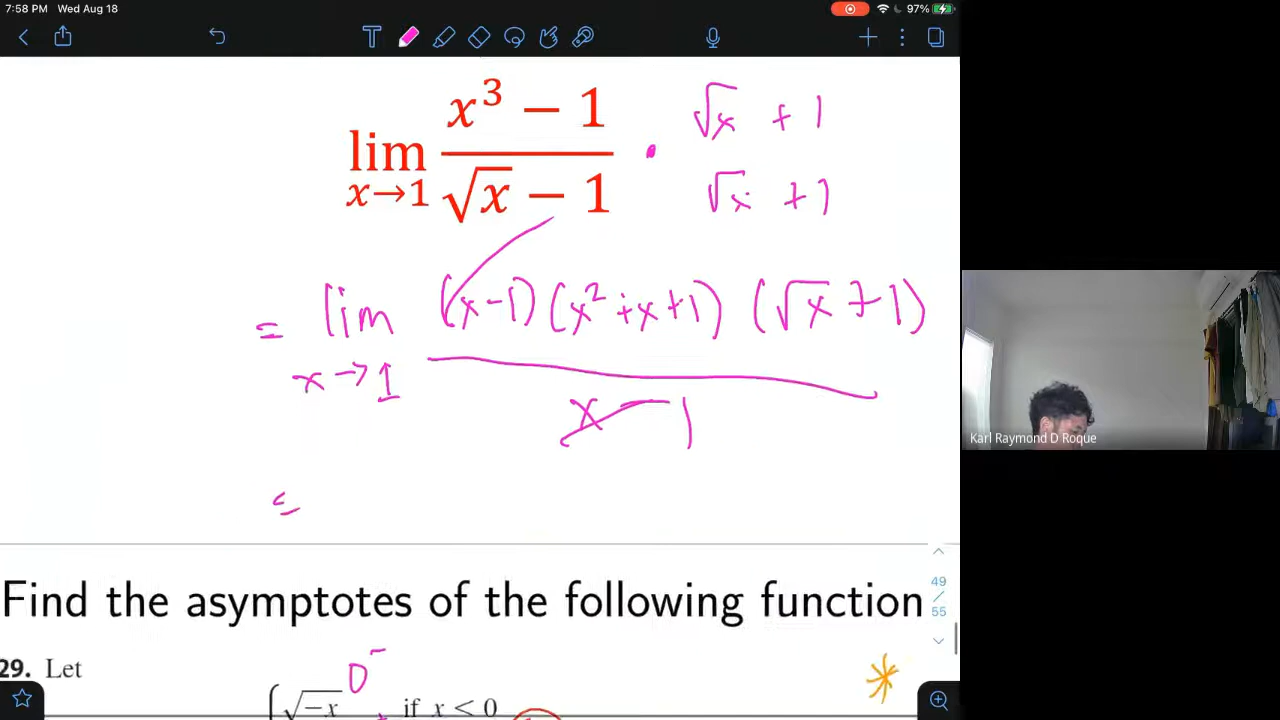 7:58 PM Wed Aug 18
97%
lim x→1 x³ − 1 / √x − 1 · √x + 1 / √x + 1
= lim x→1 (x−1)(x²+x+1)(√x+1) / x − 1
=
49
/
55
Find the asymptotes of the following function
29. Let
0⁻
√−x if x < 0
Karl Raymond D Roque